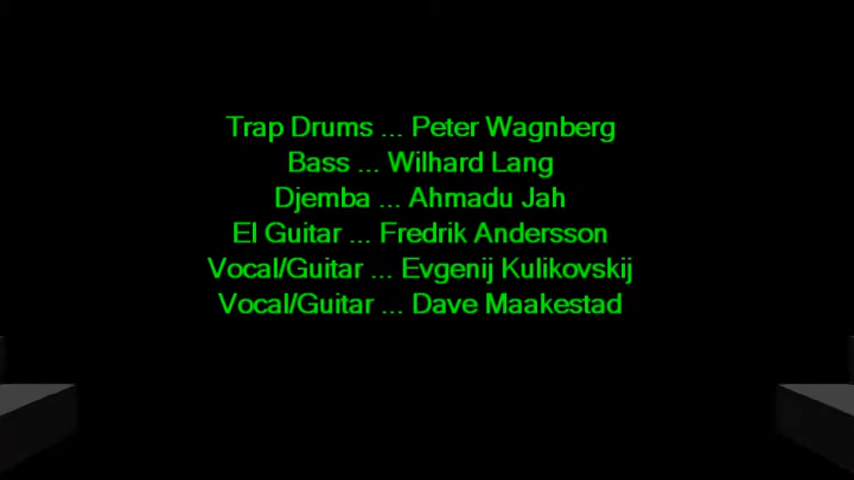 Trap Drums ... Peter Wagnberg
Bass ... Wilhard Lang
Djemba ... Ahmadu Jah
El Guitar ... Fredrik Andersson
Vocal/Guitar ... Evgenij Kulikovskij
Vocal/Guitar ... Dave Maakestad